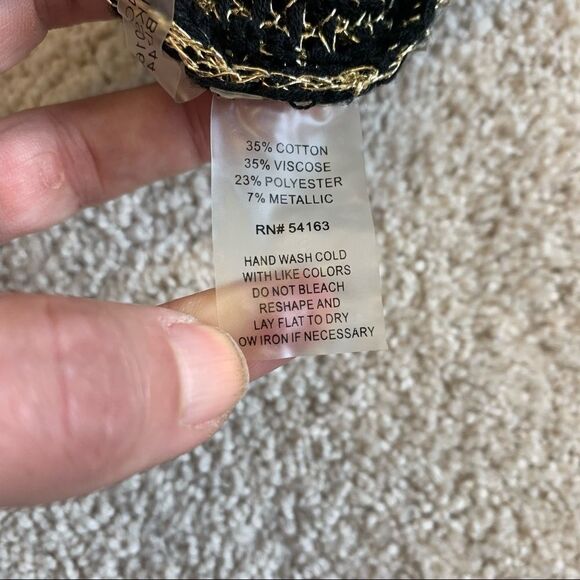 35% COTTON
35% VISCOSE
23% POLYESTER
7% METALLIC
RN# 54163
HAND WASH COLD
WITH LIKE COLORS
DO NOT BLEACH
RESHAPE AND
LAY FLAT TO DRY
OW IRON IF NECESSARY